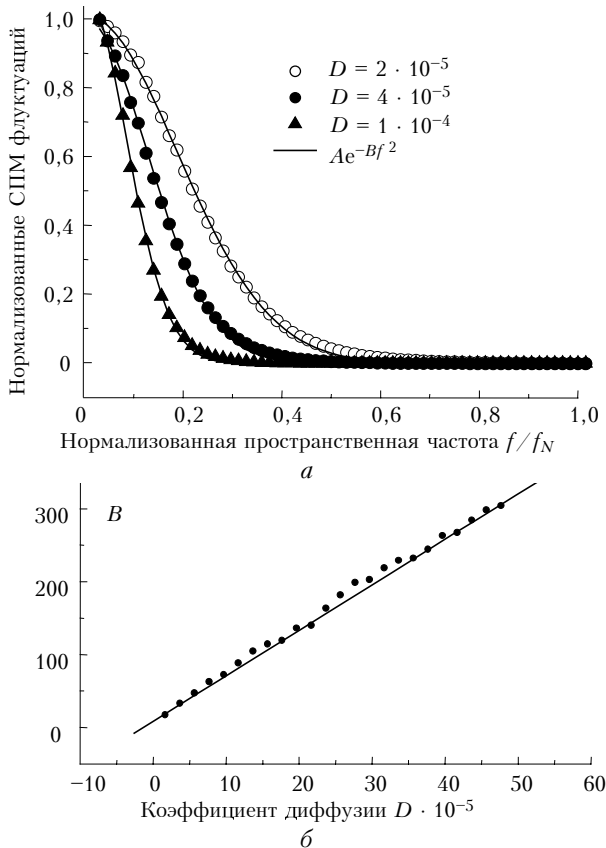 Нормализованные СПМ флуктуаций
1,0
0,8
0,6
0,4
0,2
0
D = 2 · 10⁻⁵
D = 4 · 10⁻⁵
D = 1 · 10⁻⁴
Ae^{-Bf 2}
0 0,2 0,4 0,6 0,8 1,0
Нормализованная пространственная частота f/f_N
а
B
300
200
100
0
−10 0 10 20 30 40 50 60
Коэффициент диффузии D · 10⁻⁵
б